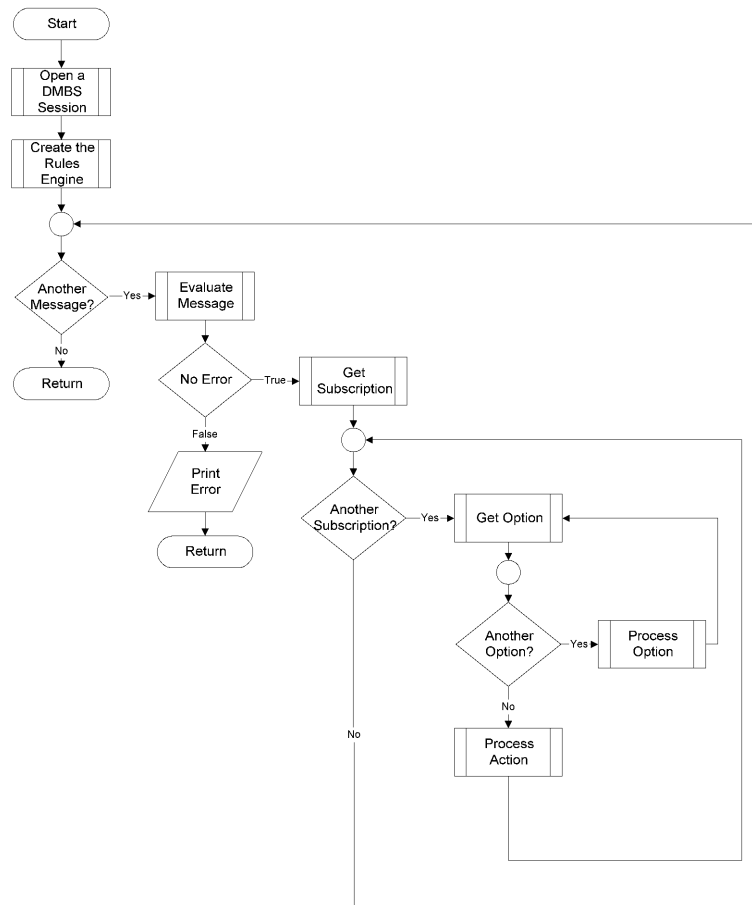 Start
Open a
DMBS
Session
Create the
Rules
Engine
Another
Message?
Yes
Evaluate
Message
No
Return
No Error
True
Get
Subscription
False
Print
Error
Return
Another
Subscription?
Yes
Get Option
Another
Option?
Yes
Process
Option
No
Process
Action
No